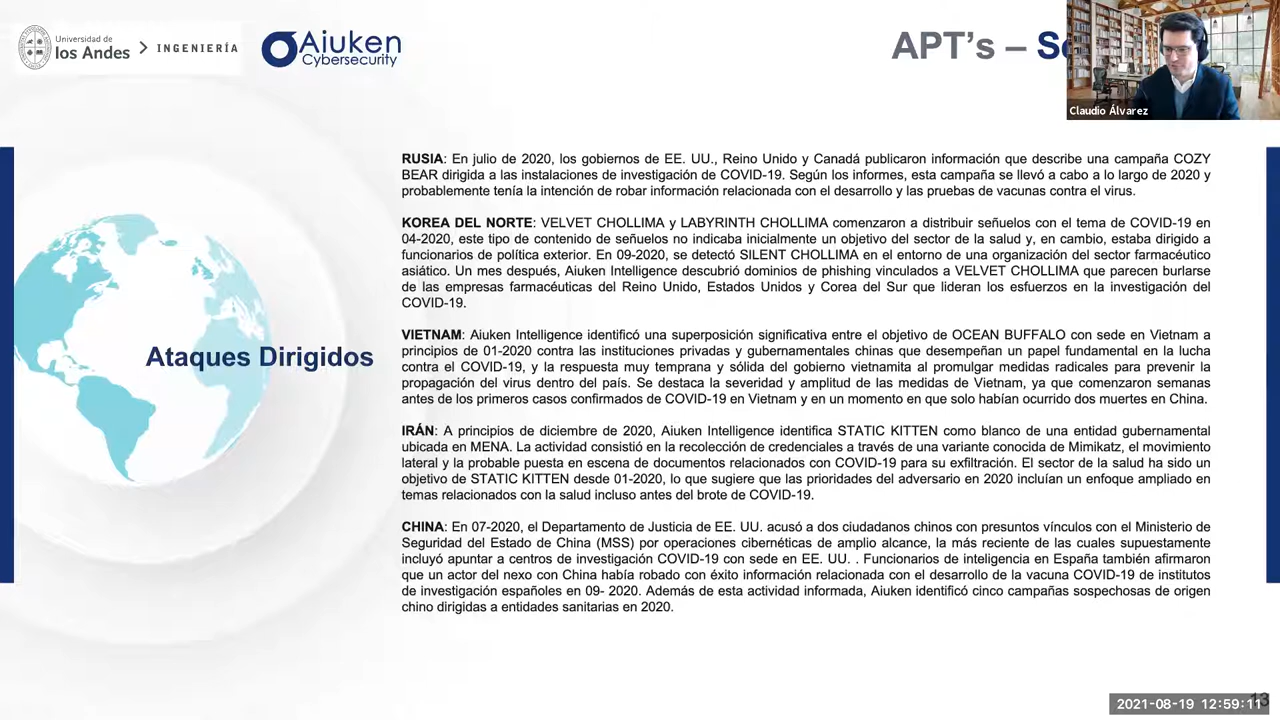 Universidad de
los Andes > INGENIERÍA
Aiuken
Cybersecurity
APT's –
Claudio Álvarez
Ataques Dirigidos
RUSIA: En julio de 2020, los gobiernos de EE. UU., Reino Unido y Canadá publicaron información que describe una campaña COZY
BEAR dirigida a las instalaciones de investigación de COVID-19. Según los informes, esta campaña se llevó a cabo a lo largo de 2020 y
probablemente tenía la intención de robar información relacionada con el desarrollo y las pruebas de vacunas contra el virus.
KOREA DEL NORTE: VELVET CHOLLIMA y LABYRINTH CHOLLIMA comenzaron a distribuir señuelos con el tema de COVID-19 en
04-2020, este tipo de contenido de señuelos no indicaba inicialmente un objetivo del sector de la salud y, en cambio, estaba dirigido a
funcionarios de política exterior. En 09-2020, se detectó SILENT CHOLLIMA en el entorno de una organización del sector farmacéutico
asiático. Un mes después, Aiuken Intelligence descubrió dominios de phishing vinculados a VELVET CHOLLIMA que parecen burlarse
de las empresas farmacéuticas del Reino Unido, Estados Unidos y Corea del Sur que lideran los esfuerzos en la investigación del
COVID-19.
VIETNAM: Aiuken Intelligence identificó una superposición significativa entre el objetivo de OCEAN BUFFALO con sede en Vietnam a
principios de 01-2020 contra las instituciones privadas y gubernamentales chinas que desempeñan un papel fundamental en la lucha
contra el COVID-19, y la respuesta muy temprana y sólida del gobierno vietnamita al promulgar medidas radicales para prevenir la
propagación del virus dentro del país. Se destaca la severidad y amplitud de las medidas de Vietnam, ya que comenzaron semanas
antes de los primeros casos confirmados de COVID-19 en Vietnam y en un momento en que solo habían ocurrido dos muertes en China.
IRÁN: A principios de diciembre de 2020, Aiuken Intelligence identifica STATIC KITTEN como blanco de una entidad gubernamental
ubicada en MENA. La actividad consistió en la recolección de credenciales a través de una variante conocida de Mimikatz, el movimiento
lateral y la probable puesta en escena de documentos relacionados con COVID-19 para su exfiltración. El sector de la salud ha sido un
objetivo de STATIC KITTEN desde 01-2020, lo que sugiere que las prioridades del adversario en 2020 incluían un enfoque ampliado en
temas relacionados con la salud incluso antes del brote de COVID-19.
CHINA: En 07-2020, el Departamento de Justicia de EE. UU. acusó a dos ciudadanos chinos con presuntos vínculos con el Ministerio de
Seguridad del Estado de China (MSS) por operaciones cibernéticas de amplio alcance, la más reciente de las cuales supuestamente
incluyó apuntar a centros de investigación COVID-19 con sede en EE. UU. . Funcionarios de inteligencia en España también afirmaron
que un actor del nexo con China había robado con éxito información relacionada con el desarrollo de la vacuna COVID-19 de institutos
de investigación españoles en 09- 2020. Además de esta actividad informada, Aiuken identificó cinco campañas sospechosas de origen
chino dirigidas a entidades sanitarias en 2020.
13
2021-08-19 12:59:11